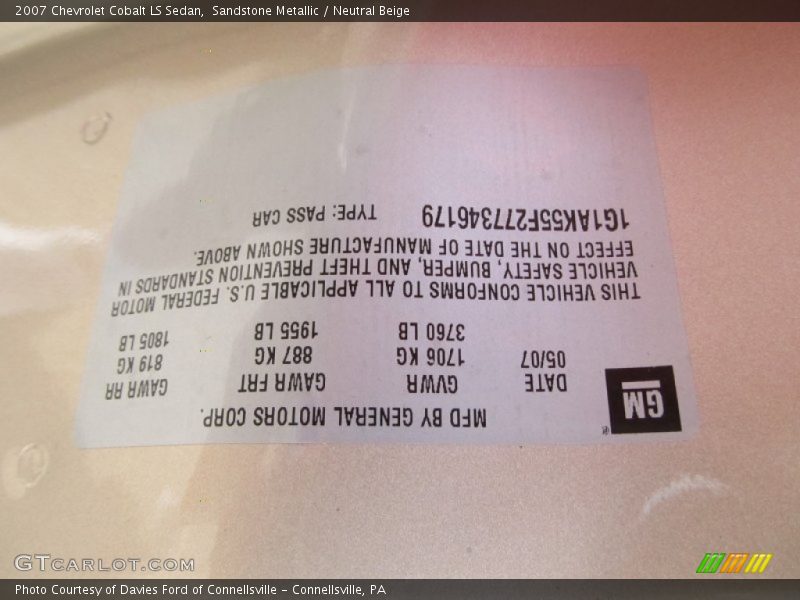 2007 Chevrolet Cobalt LS Sedan, Sandstone Metallic / Neutral Beige
GM
MFD BY GENERAL MOTORS CORP.
DATE GVWR GAWR FRT GAWR RR
05/07 1706 KG 887 KG 819 KG
3760 LB 1955 LB 1805 LB
THIS VEHICLE CONFORMS TO ALL APPLICABLE U.S. FEDERAL MOTOR
VEHICLE SAFETY, BUMPER, AND THEFT PREVENTION STANDARDS IN
EFFECT ON THE DATE OF MANUFACTURE SHOWN ABOVE.
1G1AK55F277346179 TYPE: PASS CAR
GTCARLOT.COM
Photo Courtesy of Davies Ford of Connellsville - Connellsville, PA